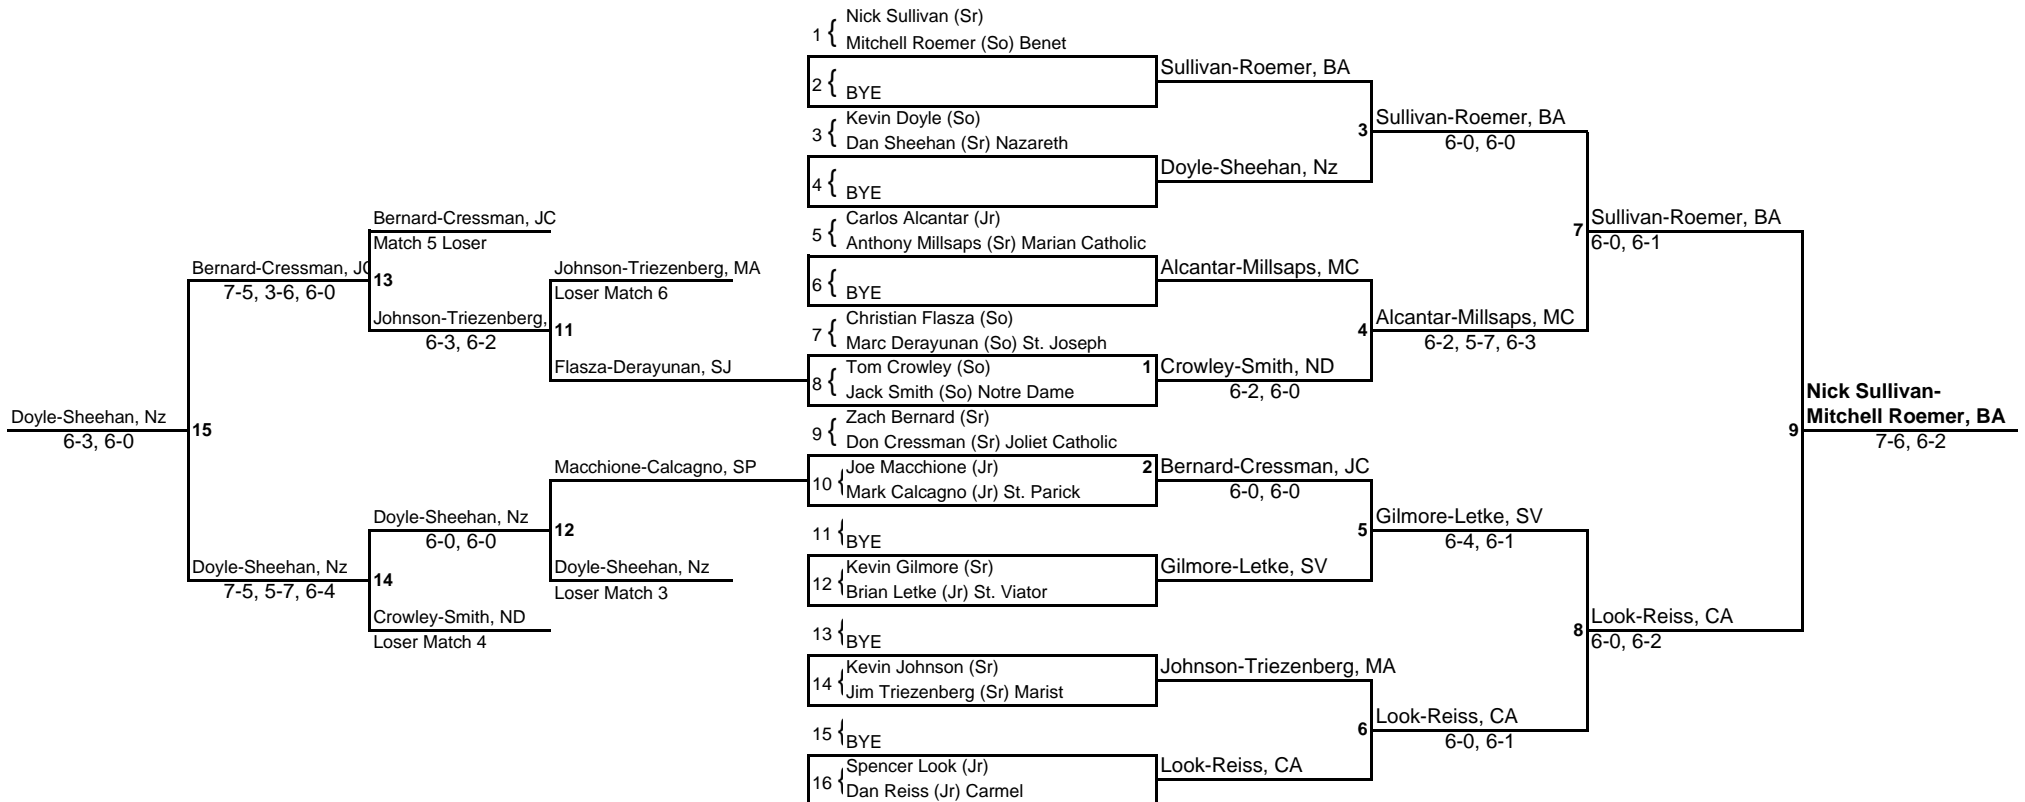 Nick Sullivan (Sr)
1 {
Mitchell Roemer (So) Benet
Sullivan-Roemer, BA
2 {
BYE
Kevin Doyle (So)
3 {
Dan Sheehan (Sr) Nazareth
3
Sullivan-Roemer, BA
6-0, 6-0
Doyle-Sheehan, Nz
4 {
BYE
Bernard-Cressman, JC
Match 5 Loser
Carlos Alcantar (Jr)
5 {
Anthony Millsaps (Sr) Marian Catholic
7
Sullivan-Roemer, BA
6-0, 6-1
Bernard-Cressman, JC
7-5, 3-6, 6-0
13
Johnson-Triezenberg, MA
Loser Match 6
Alcantar-Millsaps, MC
6 {
BYE
Johnson-Triezenberg,
6-3, 6-2
11
Christian Flasza (So)
7 {
Marc Derayunan (So) St. Joseph
4
Alcantar-Millsaps, MC
6-2, 5-7, 6-3
Flasza-Derayunan, SJ
Tom Crowley (So)
8 {
Jack Smith (So) Notre Dame
1
Crowley-Smith, ND
6-2, 6-0
Doyle-Sheehan, Nz
6-3, 6-0
15
Zach Bernard (Sr)
9 {
Don Cressman (Sr) Joliet Catholic
9
Nick Sullivan-
Mitchell Roemer, BA
7-6, 6-2
Macchione-Calcagno, SP
Joe Macchione (Jr)
10 {
Mark Calcagno (Jr) St. Parick
2
Bernard-Cressman, JC
6-0, 6-0
Doyle-Sheehan, Nz
6-0, 6-0
12
11 {
BYE
5
Gilmore-Letke, SV
6-4, 6-1
Doyle-Sheehan, Nz
7-5, 5-7, 6-4
14
Doyle-Sheehan, Nz
Loser Match 3
Kevin Gilmore (Sr)
12 {
Brian Letke (Jr) St. Viator
Gilmore-Letke, SV
Crowley-Smith, ND
Loser Match 4
13 {
BYE
8
Look-Reiss, CA
6-0, 6-2
Kevin Johnson (Sr)
14 {
Jim Triezenberg (Sr) Marist
Johnson-Triezenberg, MA
15 {
BYE
6
Look-Reiss, CA
6-0, 6-1
Spencer Look (Jr)
16 {
Dan Reiss (Jr) Carmel
Look-Reiss, CA